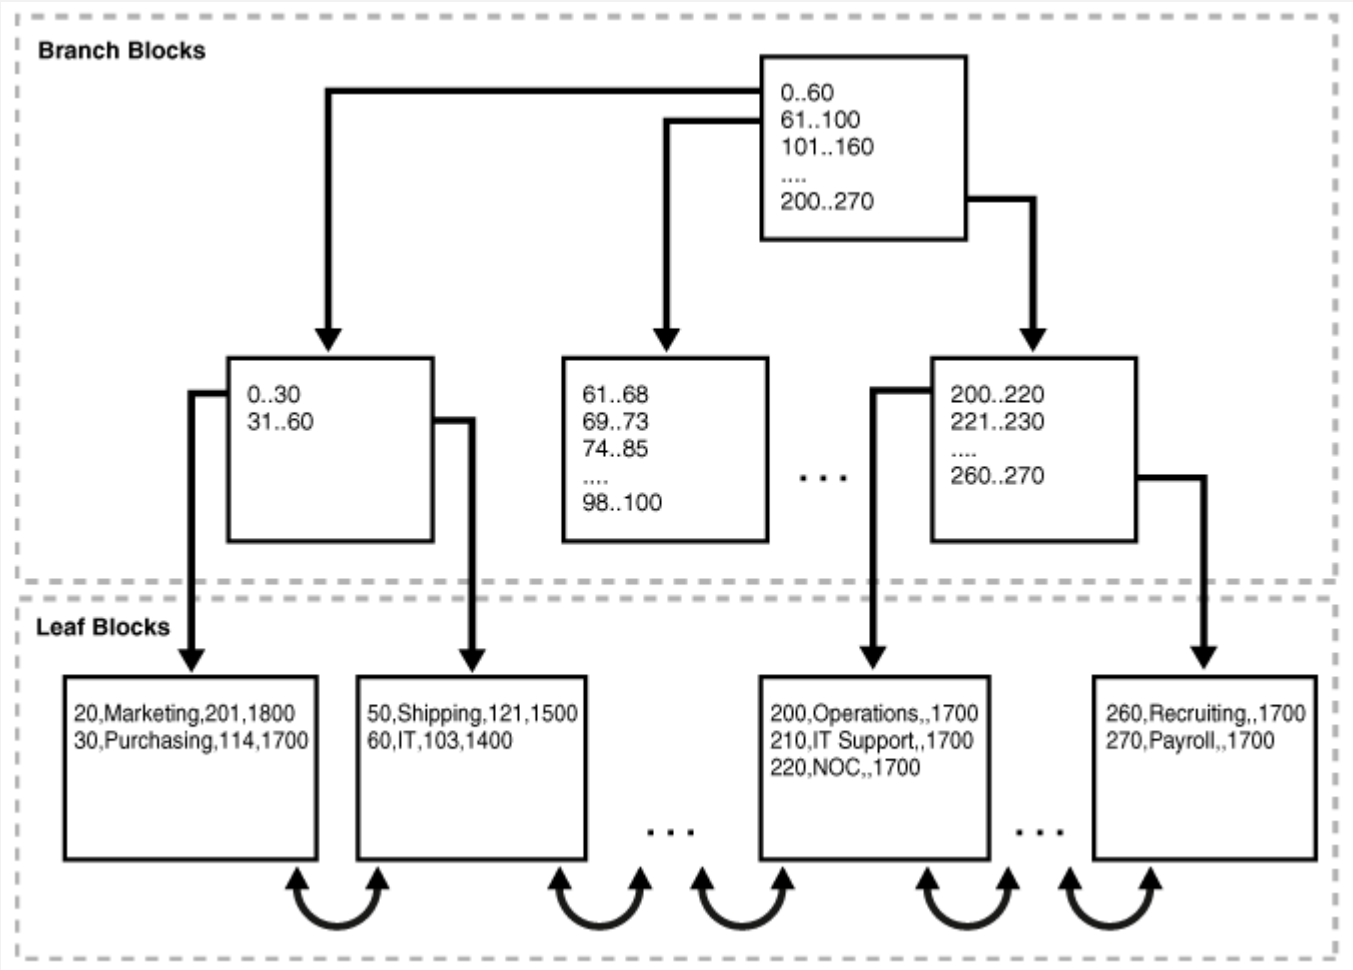 Branch Blocks
0..60
61..100
101..160
....
200..270
0..30
31..60
61..68
69..73
74..85
....
98..100
...
200..220
221..230
....
260..270
Leaf Blocks
20,Marketing,201,1800
30,Purchasing,114,1700
50,Shipping,121,1500
60,IT,103,1400
...
200,Operations,,1700
210,IT Support,,1700
220,NOC,,1700
...
260,Recruiting,,1700
270,Payroll,,1700